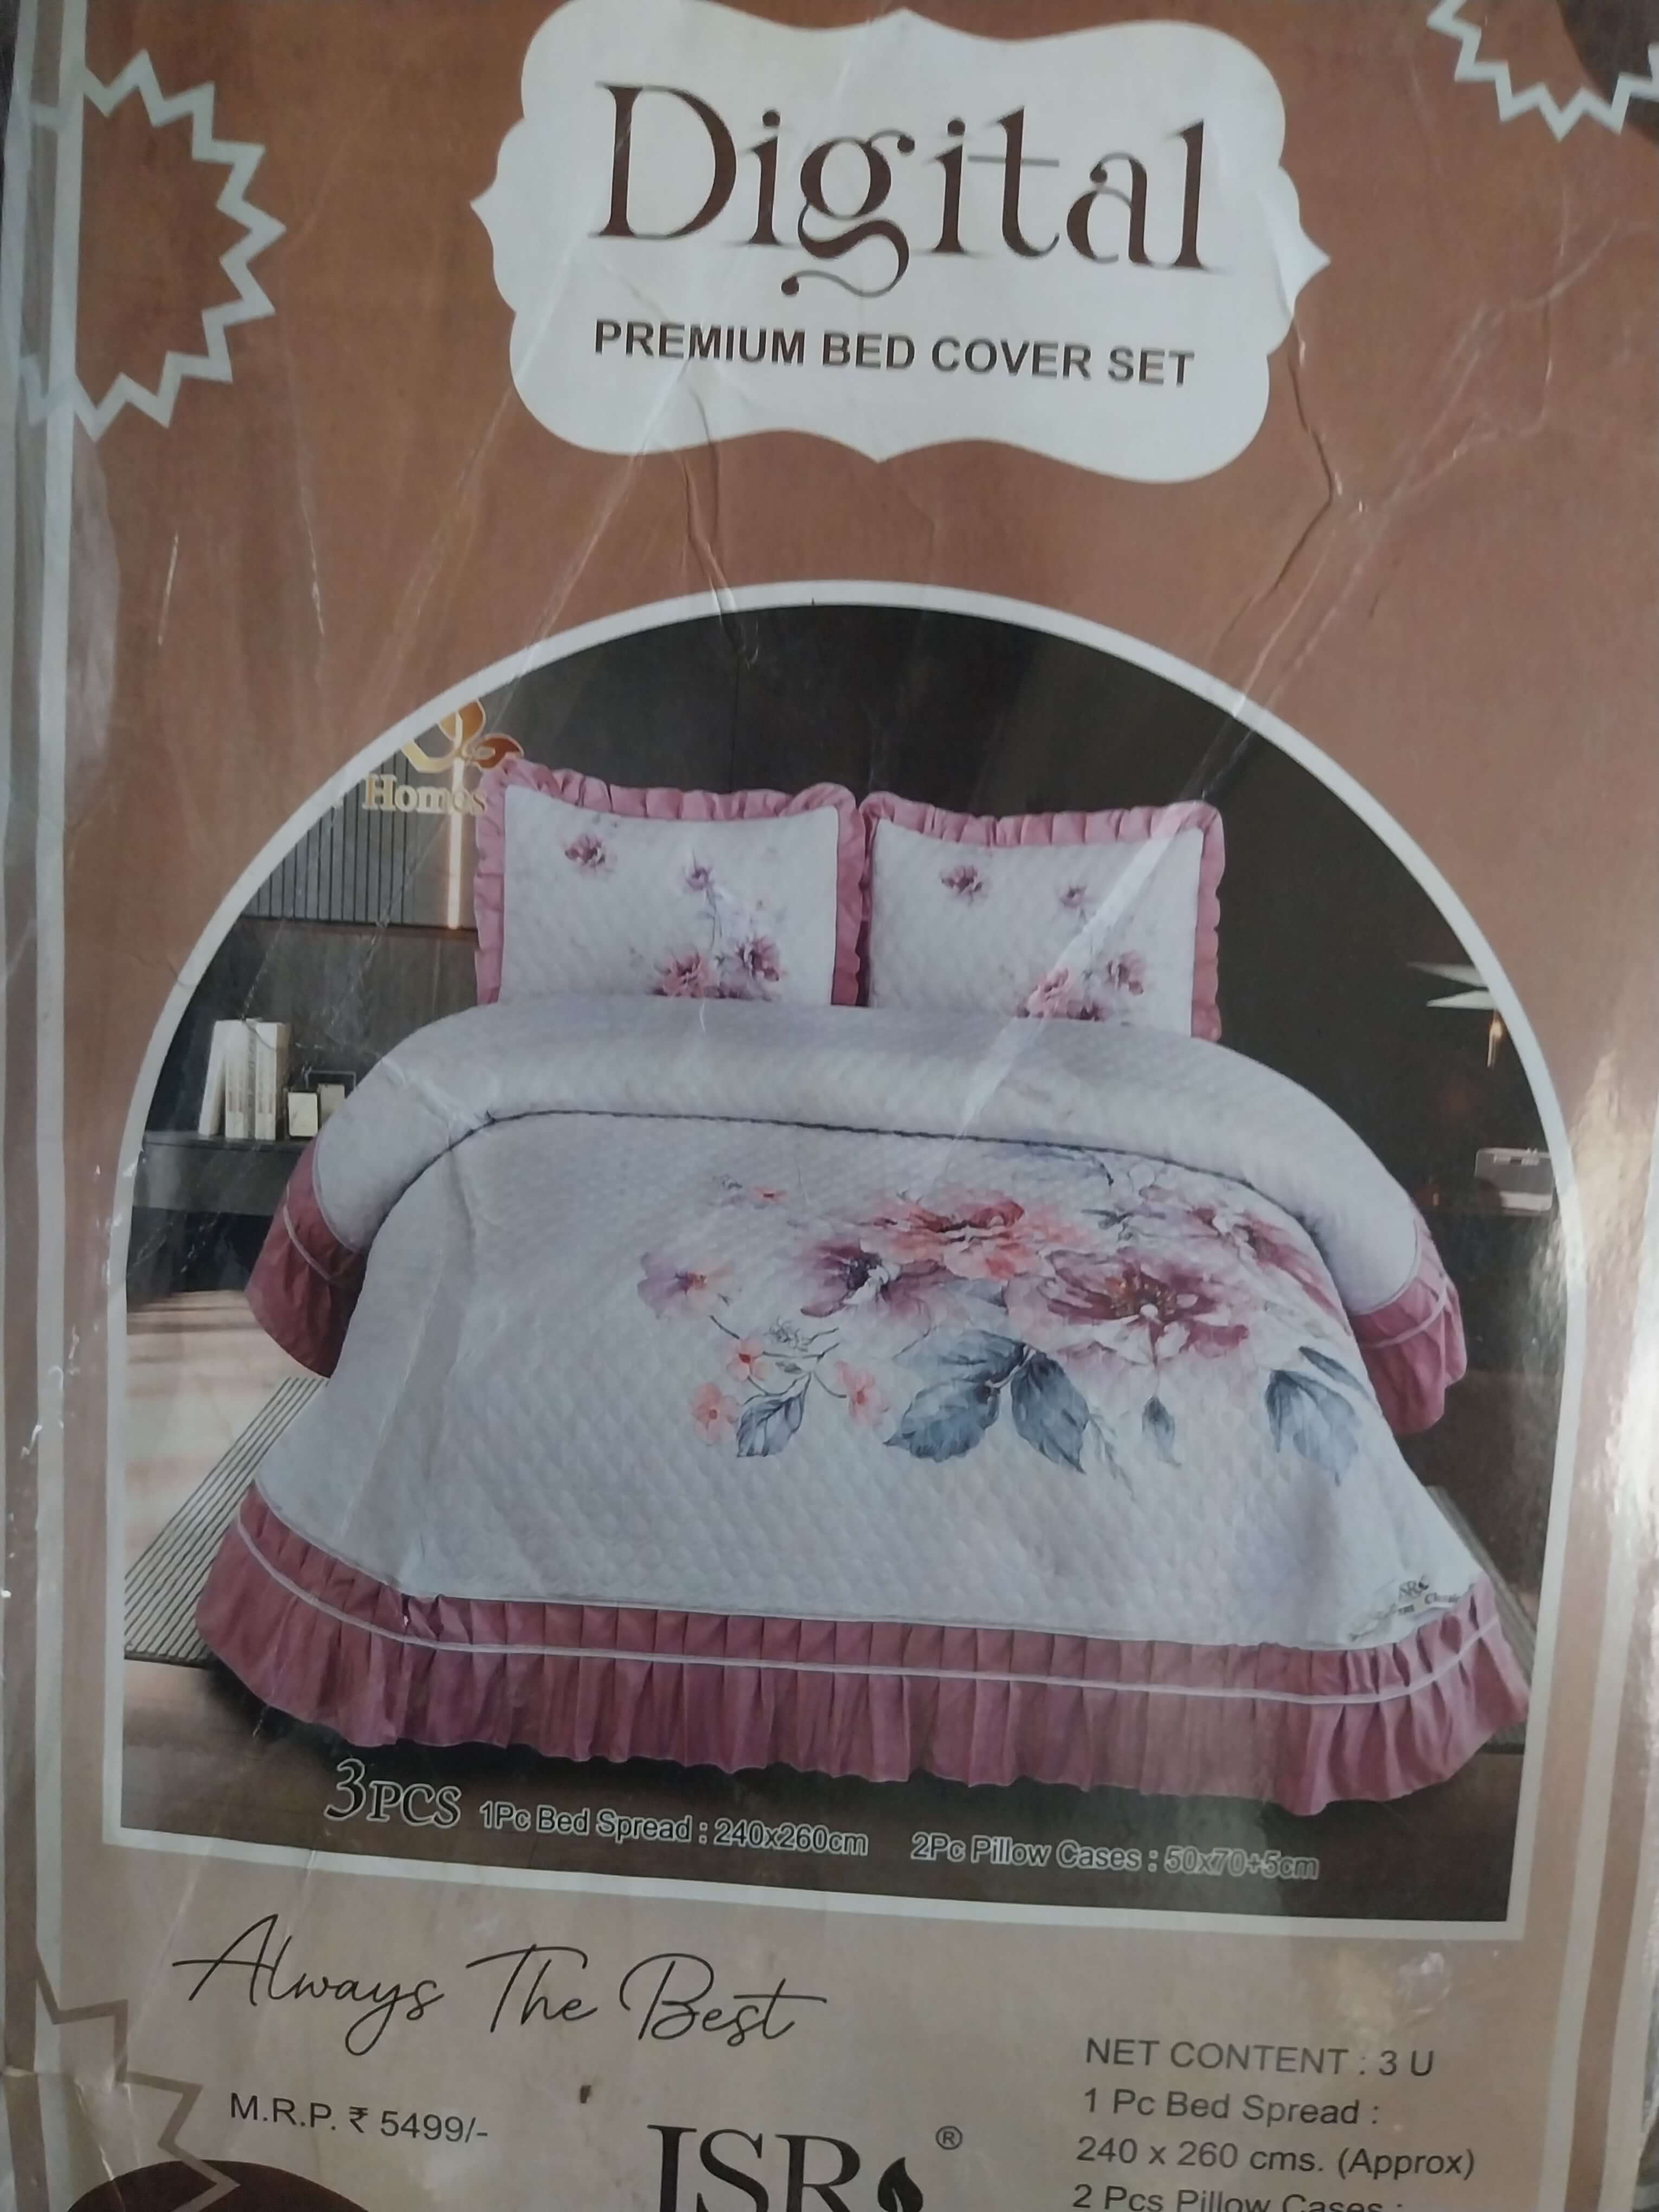 Digital
PREMIUM BED COVER SET
Homes
3PCS 1Pc Bed Spread : 240x260cm 2Pc Pillow Cases : 50x70+5cm
Always The Best
NET CONTENT : 3 U
1 Pc Bed Spread :
240 x 260 cms. (Approx)
2 Pcs Pillow Cases :
M.R.P. ₹ 5499/-
JSR ®